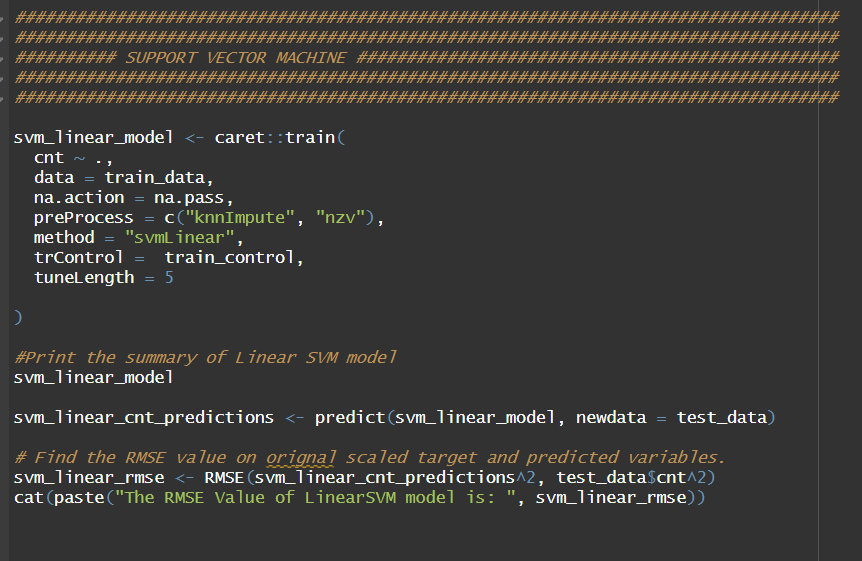 ##################################################################################
##################################################################################
########## SUPPORT VECTOR MACHINE ################################################
##################################################################################
##################################################################################
svm_linear_model <- caret::train(
  cnt ~ .,
  data = train_data,
  na.action = na.pass,
  preProcess = c("knnImpute", "nzv"),
  method = "svmLinear",
  trControl =  train_control,
  tuneLength = 5
)
#Print the summary of Linear SVM model
svm_linear_model
svm_linear_cnt_predictions <- predict(svm_linear_model, newdata = test_data)
# Find the RMSE value on orignal scaled target and predicted variables.
svm_linear_rmse <- RMSE(svm_linear_cnt_predictions^2, test_data$cnt^2)
cat(paste("The RMSE Value of LinearSVM model is: ", svm_linear_rmse))